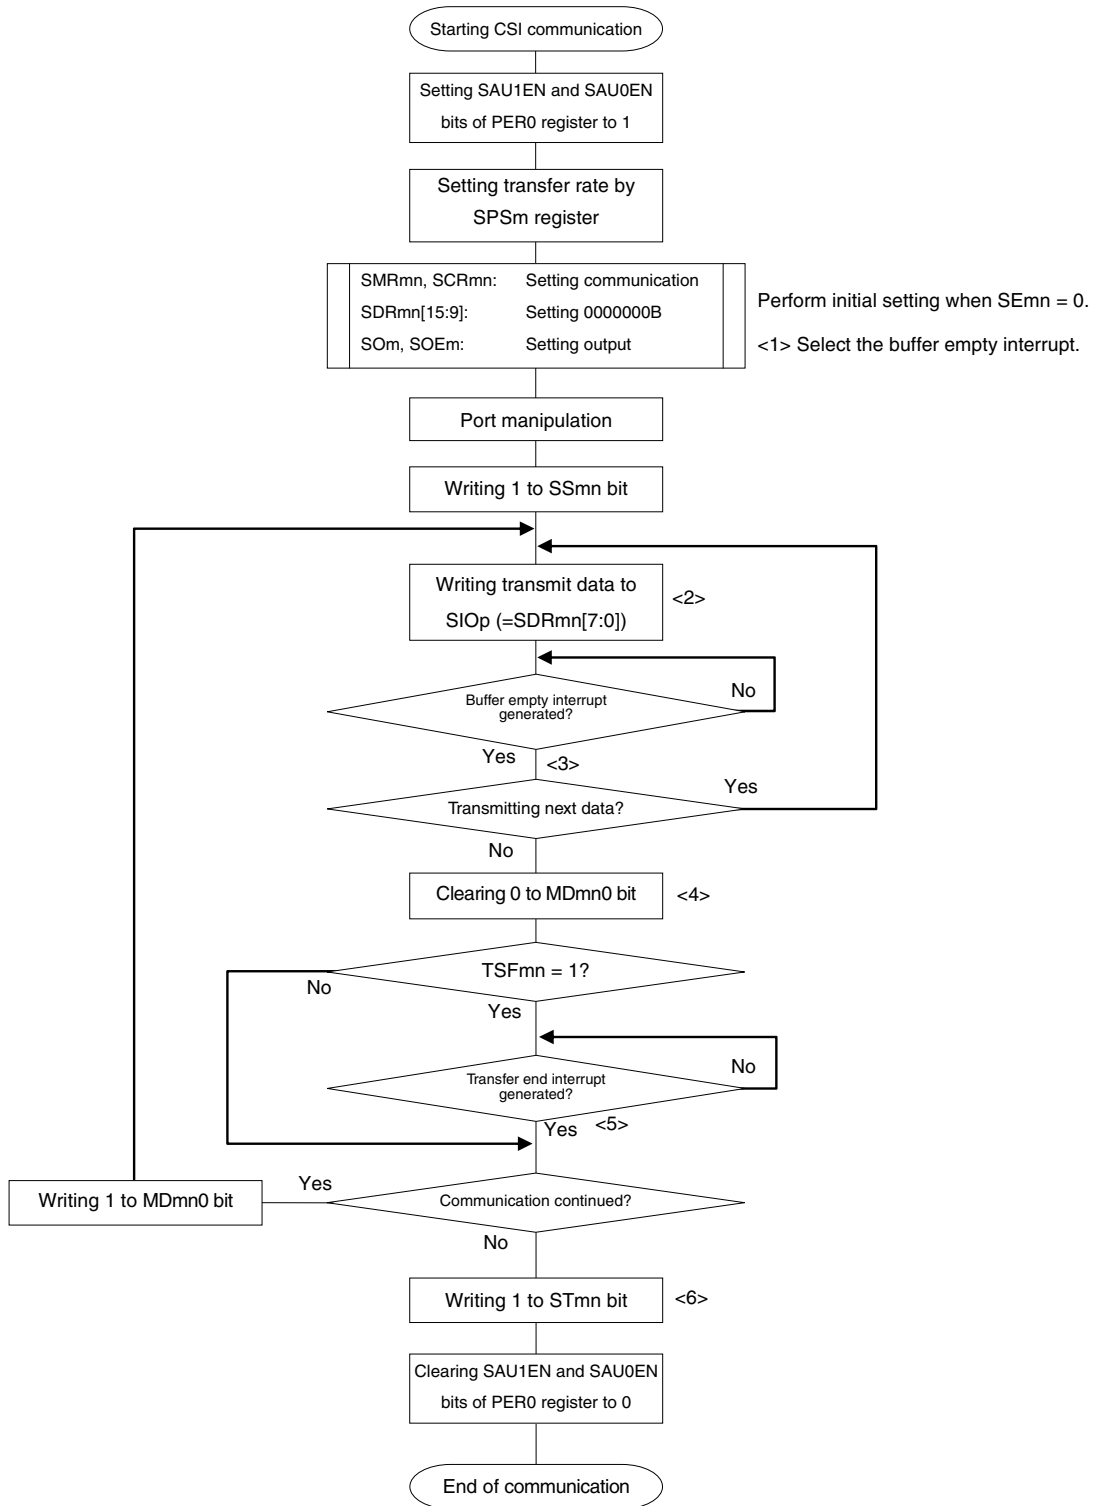 Starting CSI communication
Setting SAU1EN and SAU0EN
bits of PER0 register to 1
Setting transfer rate by
SPSm register
SMRmn, SCRmn: Setting communication
SDRmn[15:9]: Setting 0000000B
SOm, SOEm: Setting output
Perform initial setting when SEmn = 0.
<1> Select the buffer empty interrupt.
Port manipulation
Writing 1 to SSmn bit
Writing transmit data to
SIOp (=SDRmn[7:0])
<2>
Buffer empty interrupt
generated?
No
Yes
<3>
Transmitting next data?
Yes
No
Clearing 0 to MDmn0 bit
<4>
TSFmn = 1?
No
Yes
Transfer end interrupt
generated?
No
Yes
<5>
Communication continued?
Yes
Writing 1 to MDmn0 bit
No
Writing 1 to STmn bit
<6>
Clearing SAU1EN and SAU0EN
bits of PER0 register to 0
End of communication